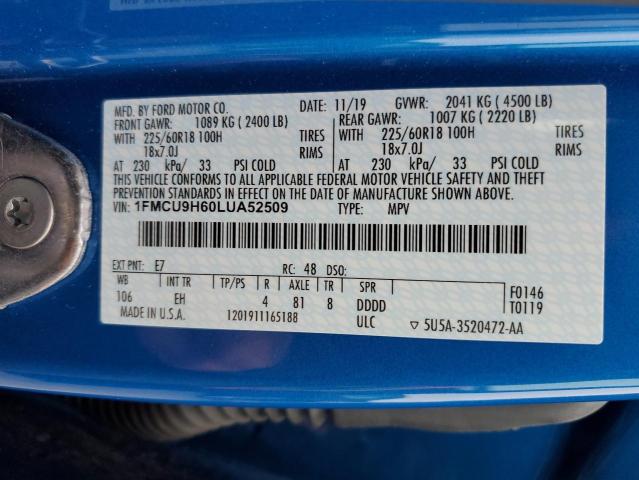 MFD. BY FORD MOTOR CO. DATE: 11/19 GVWR: 2041 KG ( 4500 LB)
FRONT GAWR: 1089 KG ( 2400 LB) REAR GAWR: 1007 KG ( 2220 LB)
WITH 225/60R18 100H TIRES WITH 225/60R18 100H TIRES
18x7.0J RIMS 18x7.0J RIMS
AT 230 kPa/ 33 PSI COLD AT 230 kPa/ 33 PSI COLD
THIS VEHICLE CONFORMS TO ALL APPLICABLE FEDERAL MOTOR VEHICLE SAFETY AND THEFT
PREVENTION STANDARDS IN EFFECT ON THE DATE OF MANUFACTURE SHOWN ABOVE.
VIN: 1FMCU9H60LUA52509 TYPE: MPV
EXT PNT: E7 RC: 48 DSO:
WB INT TR TP/PS R AXLE TR SPR F0146
106 EH 4 81 8 DDDD T0119
MADE IN U.S.A. 1201911165188 ULC ▽ 5U5A-3520472-AA